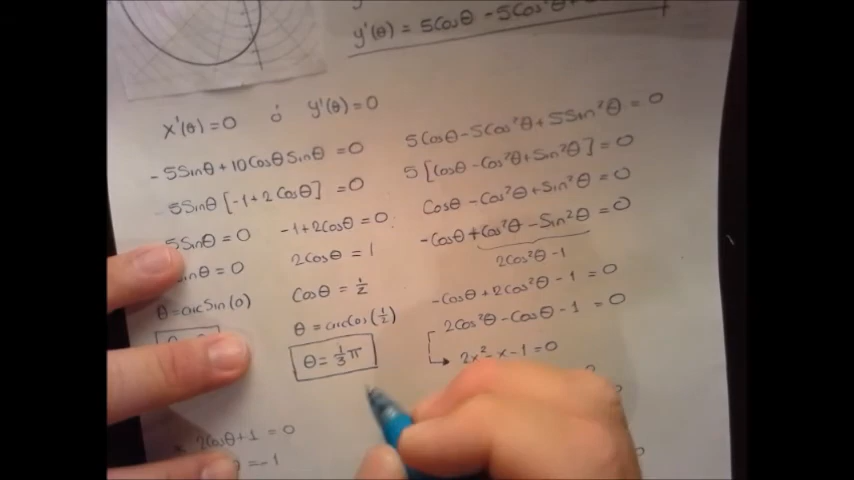 y'(θ) = 5Cosθ - 5Cos²θ
x'(θ)=0 ó y'(θ)=0
-5Sinθ + 10CosθSinθ = 0
5Sinθ[-1+2Cosθ] = 0
5Sinθ = 0
-1+2Cosθ = 0
2Cosθ = 1
Cosθ = 1/2
θ = arcSin(0)
θ = arcCos(1/2)
θ = 1/3 π
2Cosθ+1 = 0
= -1
5Cosθ - 5Cos²θ + 5Sin²θ = 0
5[Cosθ - Cos²θ + Sin²θ] = 0
Cosθ - Cos²θ + Sin²θ = 0
-Cosθ + Cos²θ - Sin²θ = 0
2Cos²θ - 1
-Cosθ + 2Cos²θ - 1 = 0
2Cos²θ - Cosθ - 1 = 0
2x² - x - 1 = 0